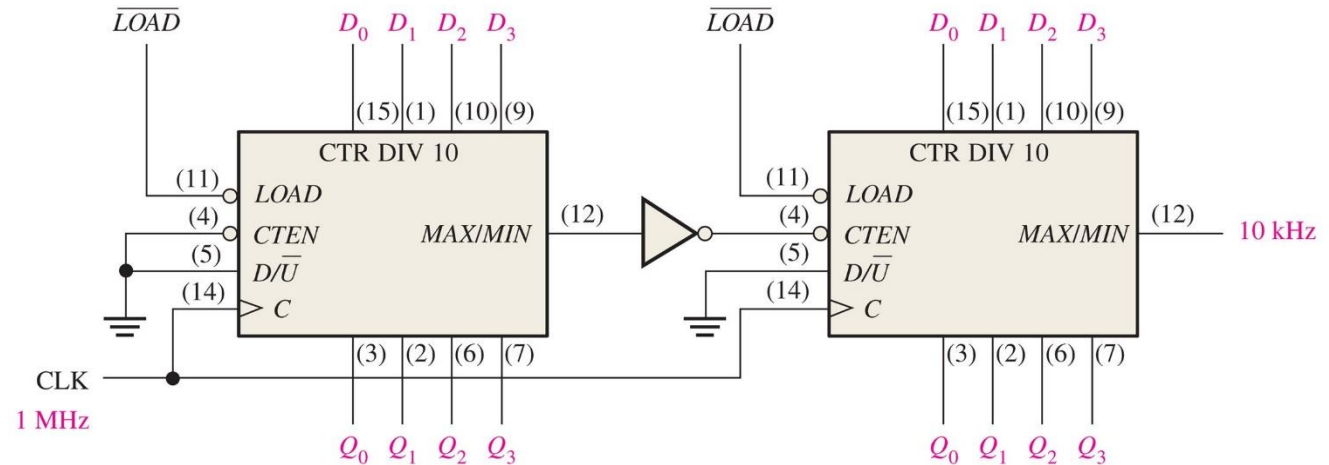 LOAD D₀ D₁ D₂ D₃ LOAD D₀ D₁ D₂ D₃
(15) (1) (10) (9) (15) (1) (10) (9)
CTR DIV 10 CTR DIV 10
(11) LOAD (11) LOAD
(4) CTEN MAX/MIN (12) (4) CTEN MAX/MIN (12) 10 kHz
(5) D/U̅ (5) D/U̅
(14) C (14) C
(3) (2) (6) (7) (3) (2) (6) (7)
CLK
1 MHz
Q₀ Q₁ Q₂ Q₃ Q₀ Q₁ Q₂ Q₃